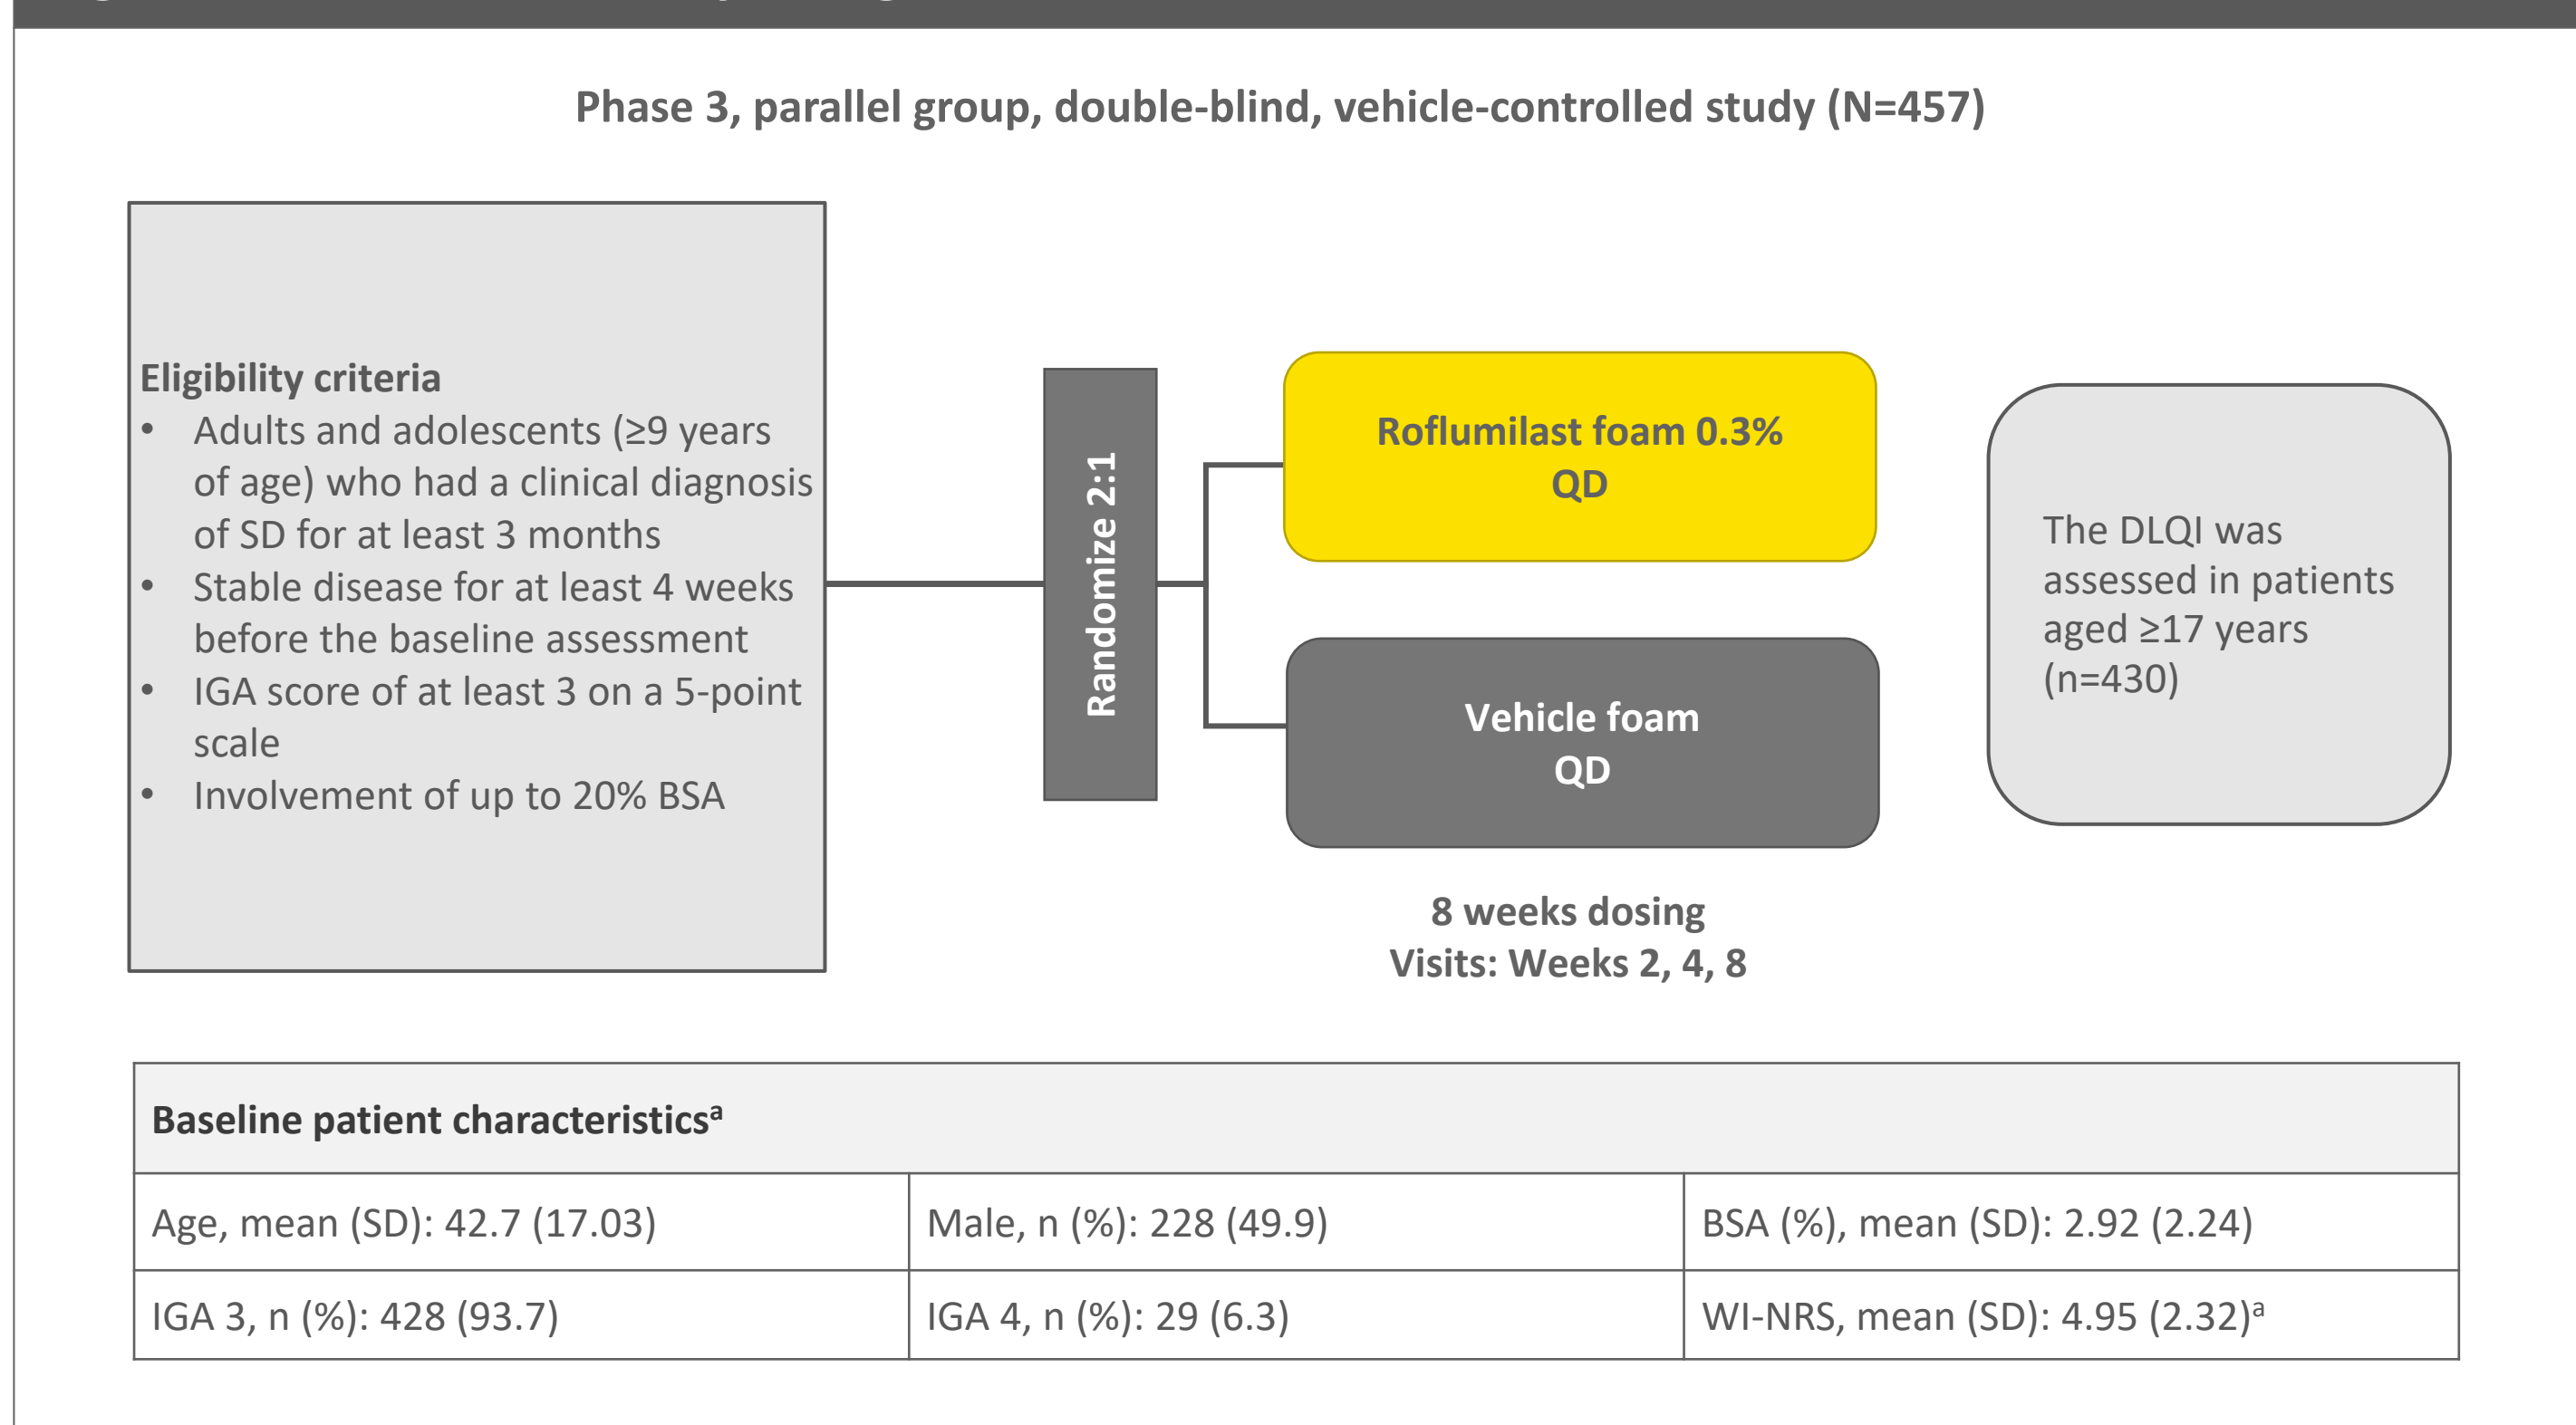 Phase 3, parallel group, double-blind, vehicle-controlled study (N=457)
Eligibility criteria
• Adults and adolescents (≥9 years
of age) who had a clinical diagnosis
of SD for at least 3 months
• Stable disease for at least 4 weeks
before the baseline assessment
• IGA score of at least 3 on a 5-point
scale
• Involvement of up to 20% BSA
Randomize 2:1
Roflumilast foam 0.3%
QD
Vehicle foam
QD
8 weeks dosing
Visits: Weeks 2, 4, 8
The DLQI was
assessed in patients
aged ≥17 years
(n=430)
Baseline patient characteristicsᵃ
Age, mean (SD): 42.7 (17.03)
Male, n (%): 228 (49.9)
BSA (%), mean (SD): 2.92 (2.24)
IGA 3, n (%): 428 (93.7)
IGA 4, n (%): 29 (6.3)
WI-NRS, mean (SD): 4.95 (2.32)ᵃ